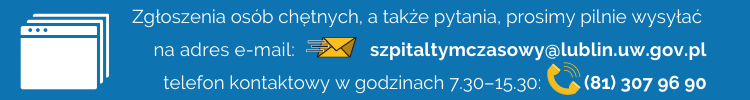 Zgłoszenia osób chętnych, a także pytania, prosimy pilnie wysyłać
na adres e-mail: szpitaltymczasowy@lublin.uw.gov.pl
telefon kontaktowy w godzinach 7.30–15.30: (81) 307 96 90